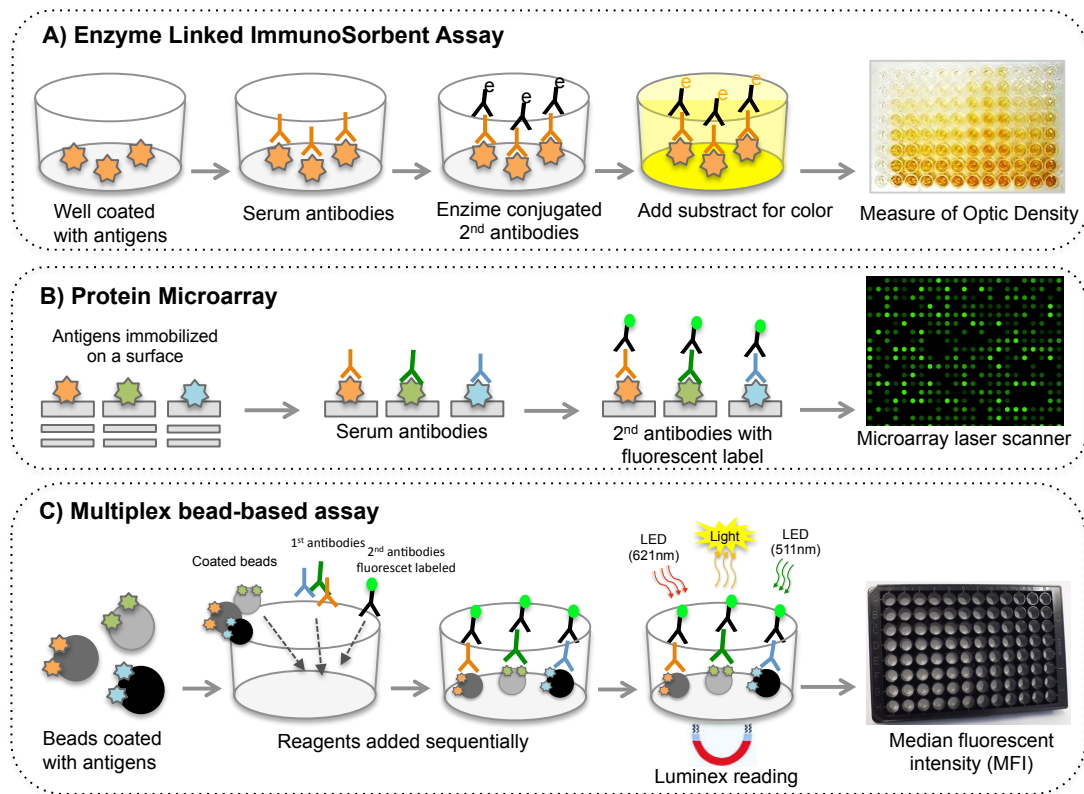 A) Enzyme Linked ImmunoSorbent Assay
e e e
e e e
Well coated
with antigens
Serum antibodies
Enzime conjugated
2nd antibodies
Add substract for color
Measure of Optic Density
B) Protein Microarray
Antigens immobilized
on a surface
Serum antibodies
2nd antibodies with
fluorescent label
Microarray laser scanner
C) Multiplex bead-based assay
Coated beads
1st antibodies
2nd antibodies
fluorescet labeled
LED
(621nm)
Light
LED
(511nm)
Beads coated
with antigens
Reagents added sequentially
Luminex reading
Median fluorescent
intensity (MFI)